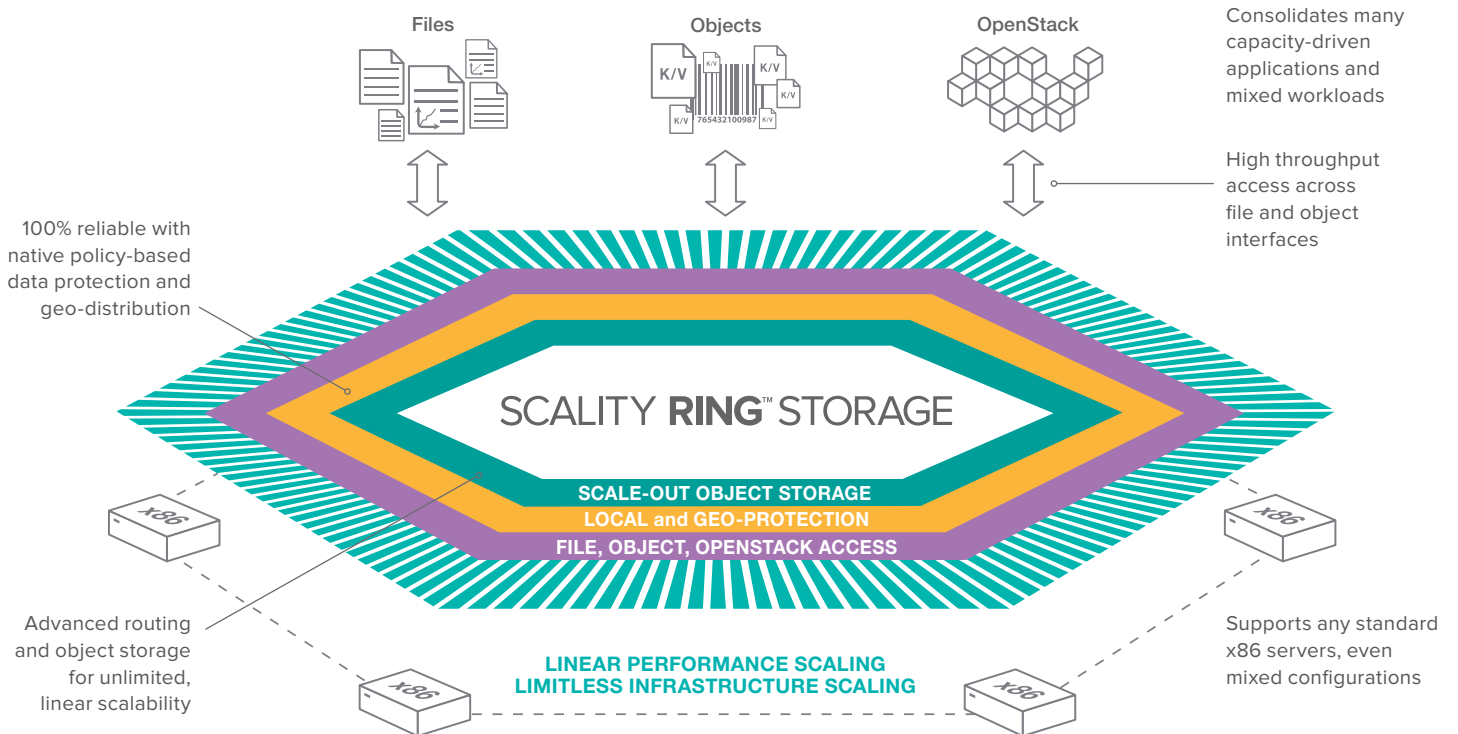 Files
Objects
OpenStack
K/V
K/V
K/V
K/V
K/V
K/V
765432100987
Consolidates many
capacity-driven
applications and
mixed workloads
High throughput
access across
file and object
interfaces
100% reliable with
native policy-based
data protection and
geo-distribution
SCALITY RING™ STORAGE
SCALE-OUT OBJECT STORAGE
LOCAL and GEO-PROTECTION
FILE, OBJECT, OPENSTACK ACCESS
x86
x86
x86
x86
Advanced routing
and object storage
for unlimited,
linear scalability
LINEAR PERFORMANCE SCALING
LIMITLESS INFRASTRUCTURE SCALING
Supports any standard
x86 servers, even
mixed configurations